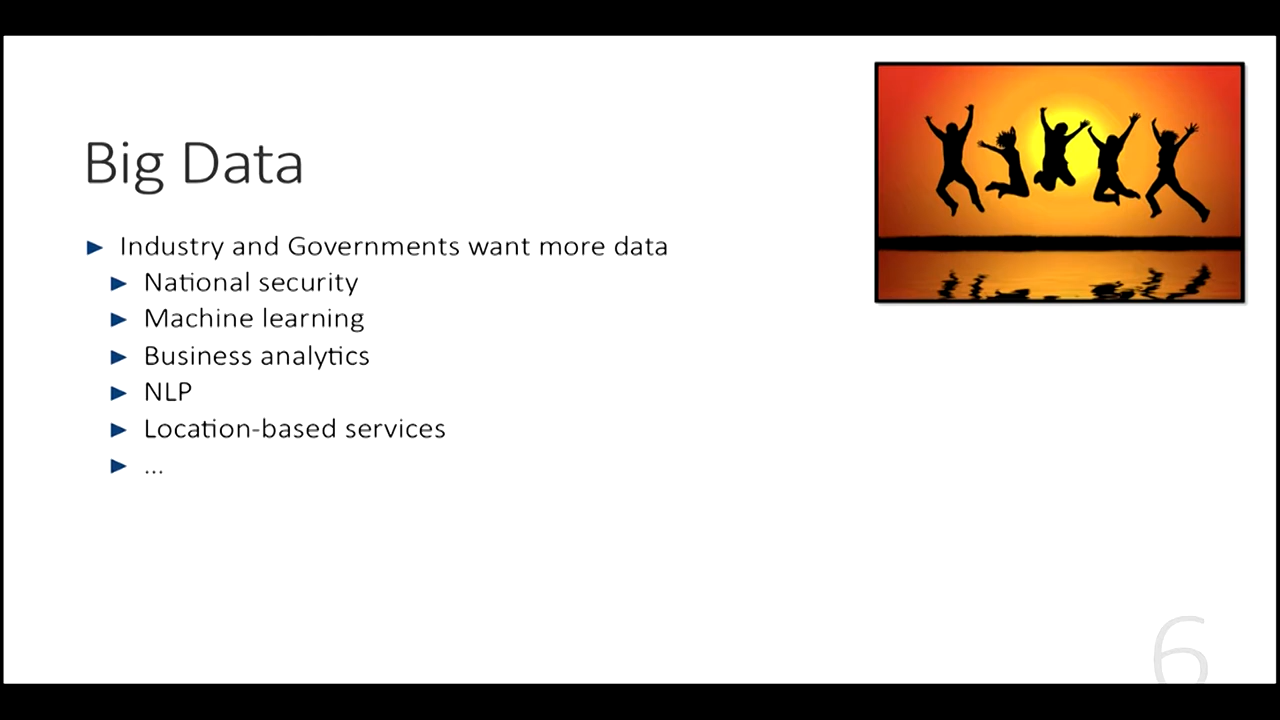 Big Data
Industry and Governments want more data
National security
Machine learning
Business analytics
NLP
Location-based services
...
6